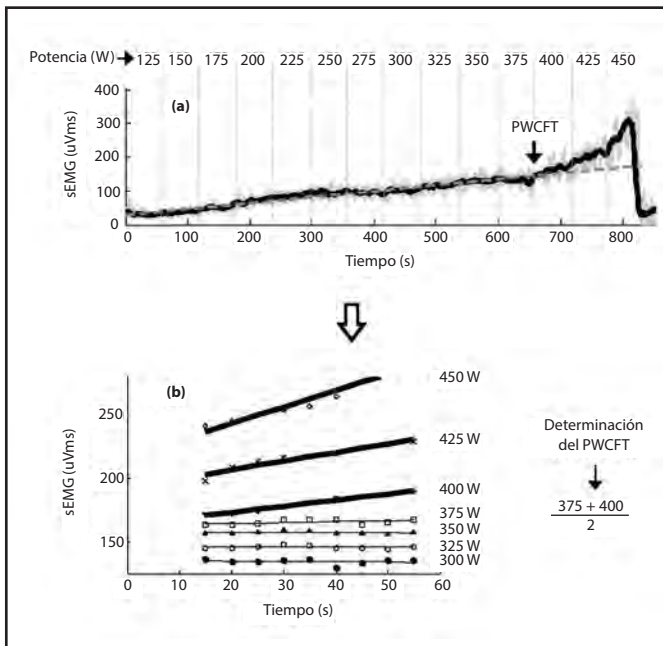 Potencia (W) 125 150 175 200 225 250 275 300 325 350 375 400 425 450
400
(a)
PWCFT
300
200
100
0
sEMG (uVms)
0 100 200 300 400 500 600 700 800
Tiempo (s)
(b)
450 W
250
425 W
Determinación
del PWCFT
200
400 W
375 W
375 + 400
2
350 W
150
325 W
300 W
sEMG (uVms)
0 10 20 30 40 50 60
Tiempo (s)